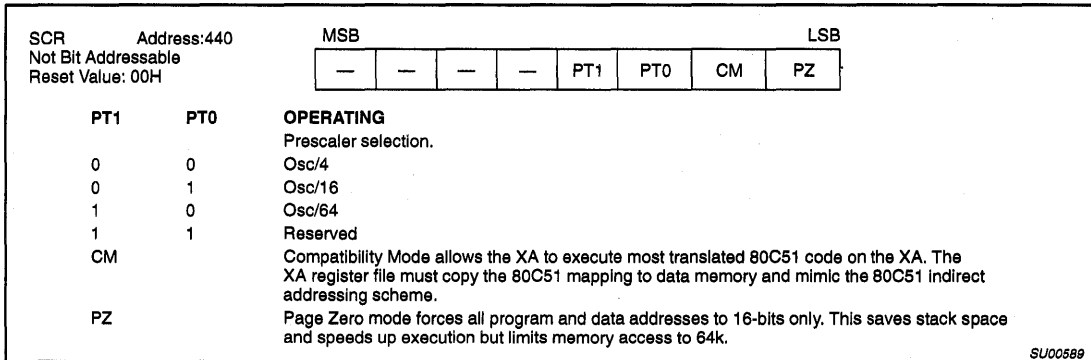 SCR Address:440 MSB LSB
Not Bit Addressable
Reset Value: 00H
— — — — PT1 PT0 CM PZ
PT1 PT0 OPERATING
Prescaler selection.
0 0 Osc/4
0 1 Osc/16
1 0 Osc/64
1 1 Reserved
CM Compatibility Mode allows the XA to execute most translated 80C51 code on the XA. The
XA register file must copy the 80C51 mapping to data memory and mimic the 80C51 indirect
addressing scheme.
PZ Page Zero mode forces all program and data addresses to 16-bits only. This saves stack space
and speeds up execution but limits memory access to 64k.
SU00589